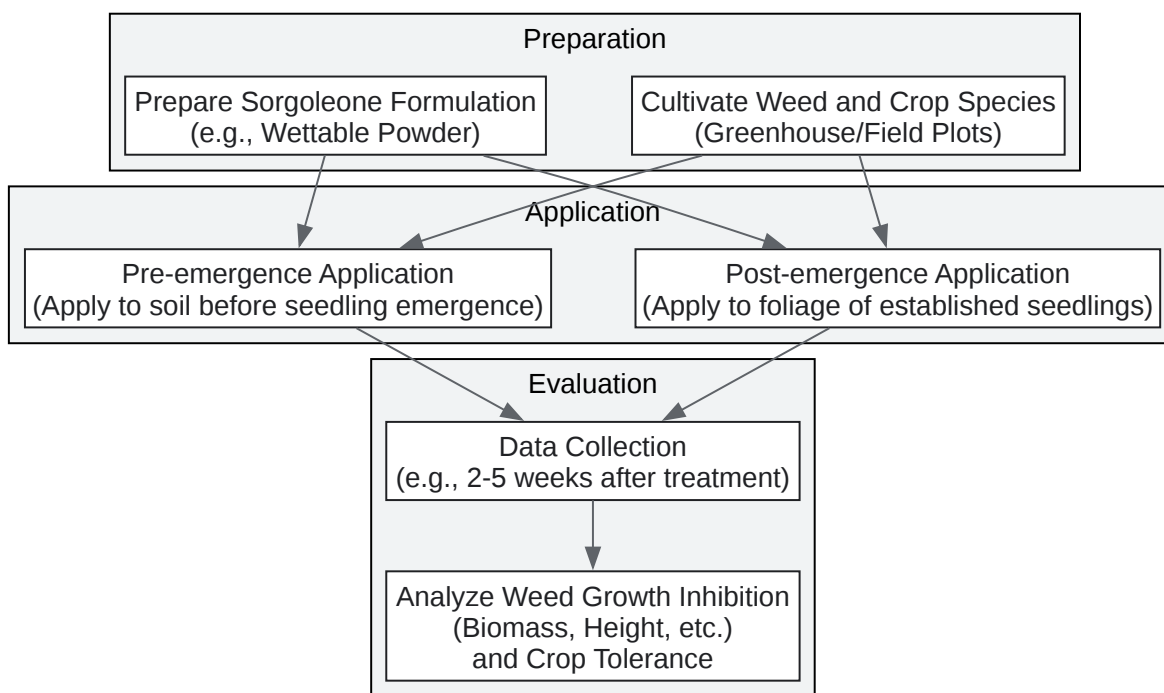 Preparation
Prepare Sorgoleone Formulation
(e.g., Wettable Powder)
Cultivate Weed and Crop Species
(Greenhouse/Field Plots)
Application
Pre-emergence Application
(Apply to soil before seedling emergence)
Post-emergence Application
(Apply to foliage of established seedlings)
Evaluation
Data Collection
(e.g., 2-5 weeks after treatment)
Analyze Weed Growth Inhibition
(Biomass, Height, etc.)
and Crop Tolerance